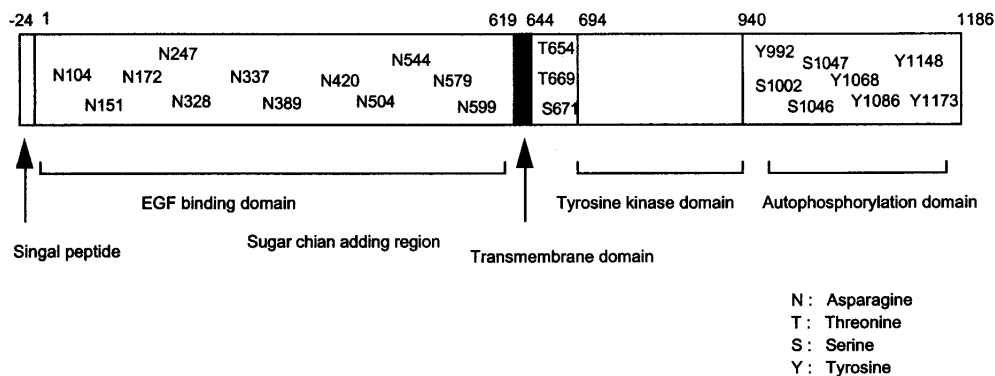 -24 1 619 644 694 940 1186
N247 N544 T654 Y992 S1047 Y1148
N104 N172 N337 N420 N579 T669 S1002 Y1068
N151 N328 N389 N504 N599 S671 S1046 Y1086 Y1173
EGF binding domain Tyrosine kinase domain Autophosphorylation domain
Sugar chian adding region
Singal peptide Transmembrane domain
N : Asparagine
T : Threonine
S : Serine
Y : Tyrosine